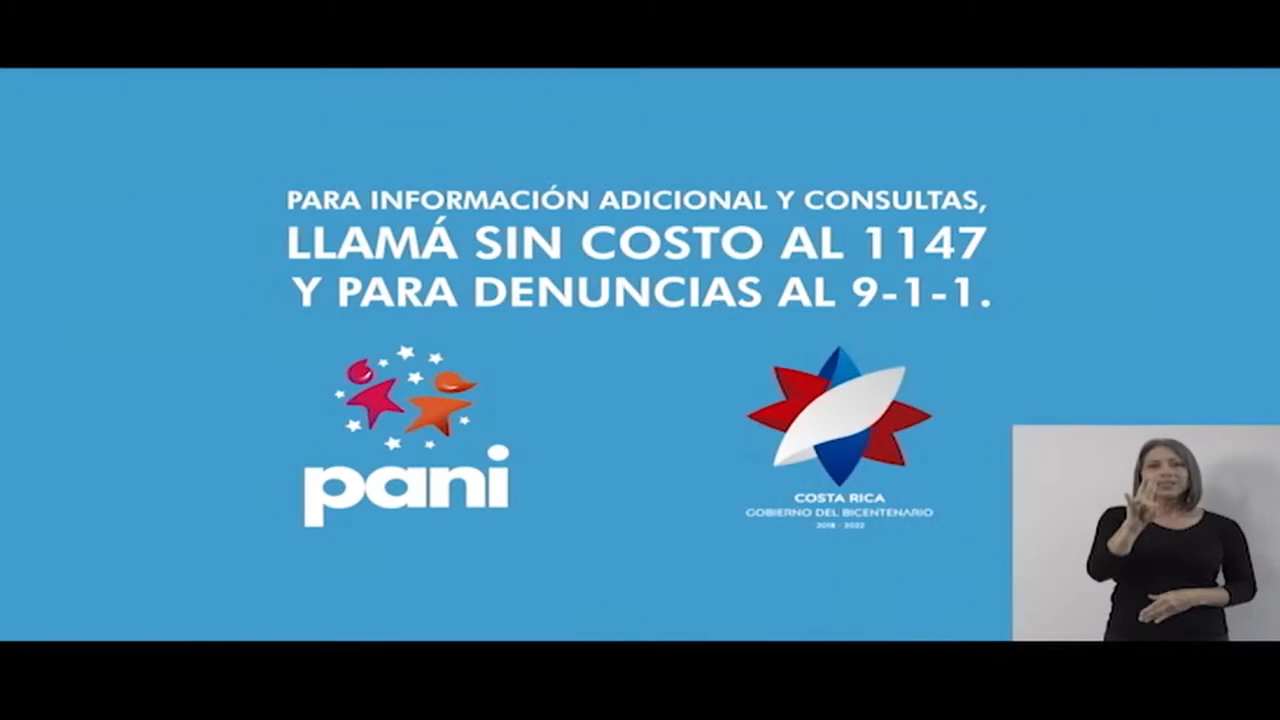 PARA INFORMACIÓN ADICIONAL Y CONSULTAS,
LLAMÁ SIN COSTO AL 1147
Y PARA DENUNCIAS AL 9-1-1.
pani
COSTA RICA
GOBIERNO DEL BICENTENARIO
2018 - 2022